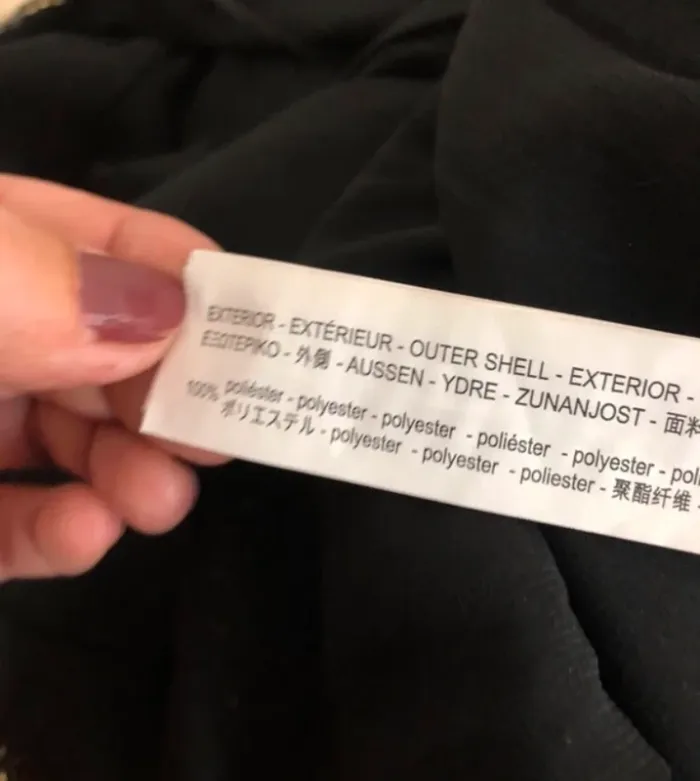 EXTERIOR - EXTÉRIEUR - OUTER SHELL - EXTERIOR -
ΕΞΩΤΕΡΙΚΟ - 外側 - AUSSEN - YDRE - ZUNANJOST - 面料
100% poliéster - polyester - polyester - poliéster - polyester - poli
ポリエステル - polyester - polyester - poliester - 聚酯纤维 -